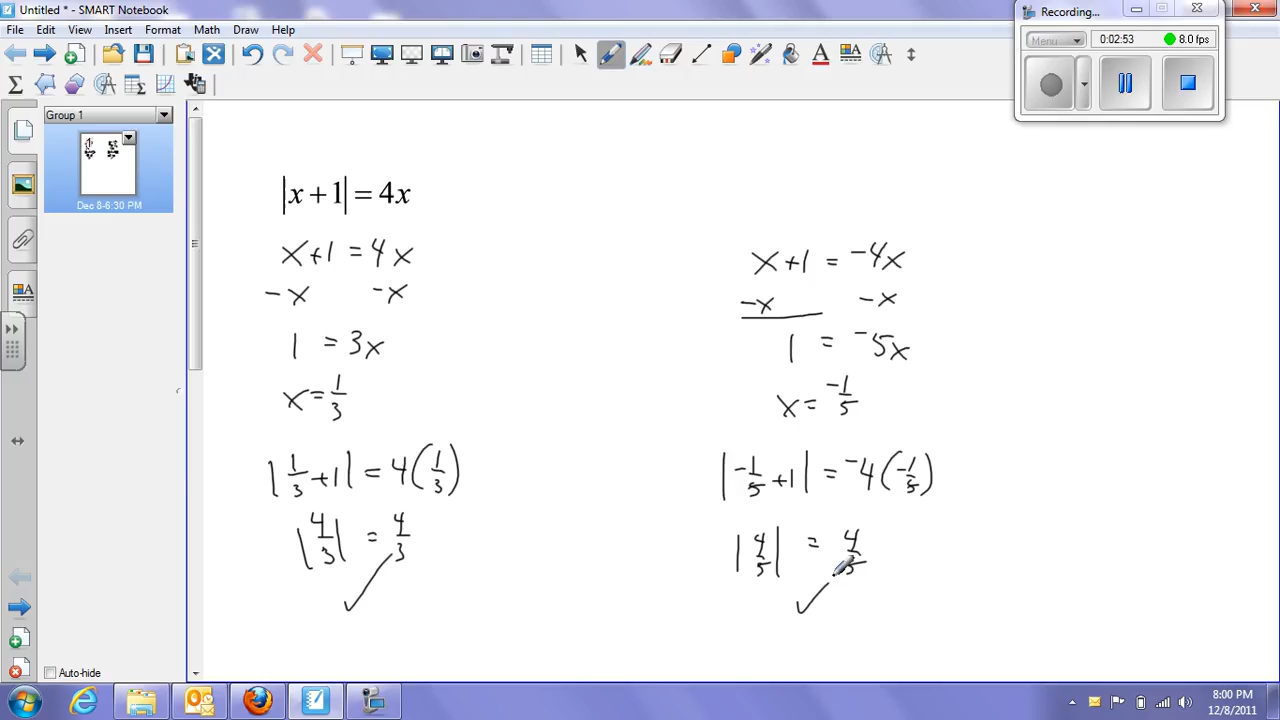 Untitled * - SMART Notebook
Recording...
File Edit View Insert Format Math Draw Help
Menu
0:02:53
8.0 fps
Group 1
Dec 8-6:30 PM
|x+1|=4x
x+1 = 4x
-x -x
1 = 3x
x = 1/3
|1/3 + 1| = 4(1/3)
|4/3| = 4/3
✓
x+1 = -4x
-x -x
1 = -5x
x = -1/5
|-1/5 + 1| = -4(-1/5)
|4/5| = 4/5
✓
Auto-hide
8:00 PM
12/8/2011